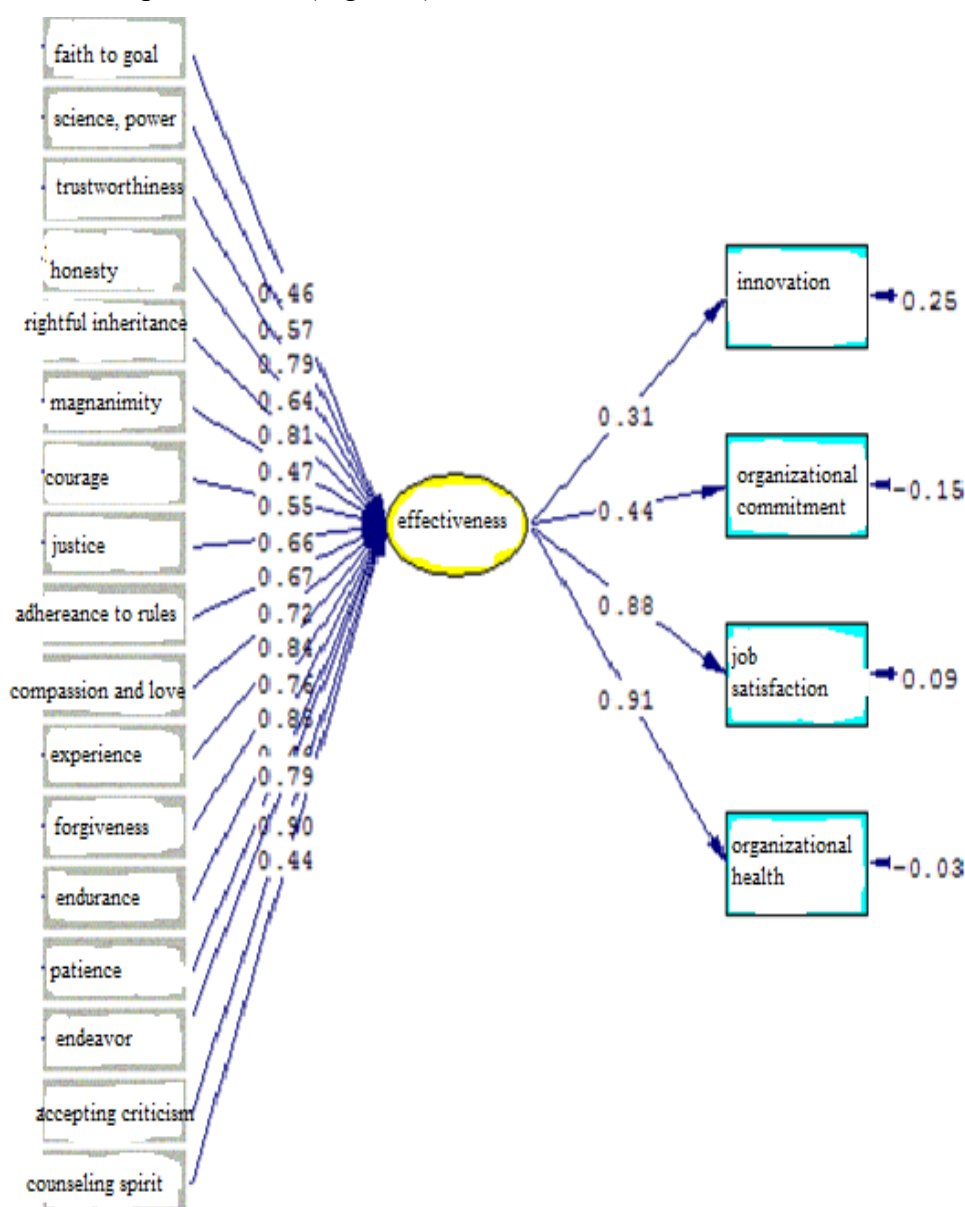 faith to goal
science, power
trustworthiness
honesty
rightful inheritance
magnanimity
courage
justice
adhereance to rules
compassion and love
experience
forgiveness
endurance
patience
endeavor
accepting criticism
counseling spirit
0.46
0.57
0.79
0.64
0.81
0.47
0.55
0.66
0.67
0.72
0.84
0.76
0.79
0.90
0.44
effectiveness
0.31
0.44
0.88
0.91
innovation
0.25
organizational
commitment
-0.15
job
satisfaction
0.09
organizational
health
-0.03